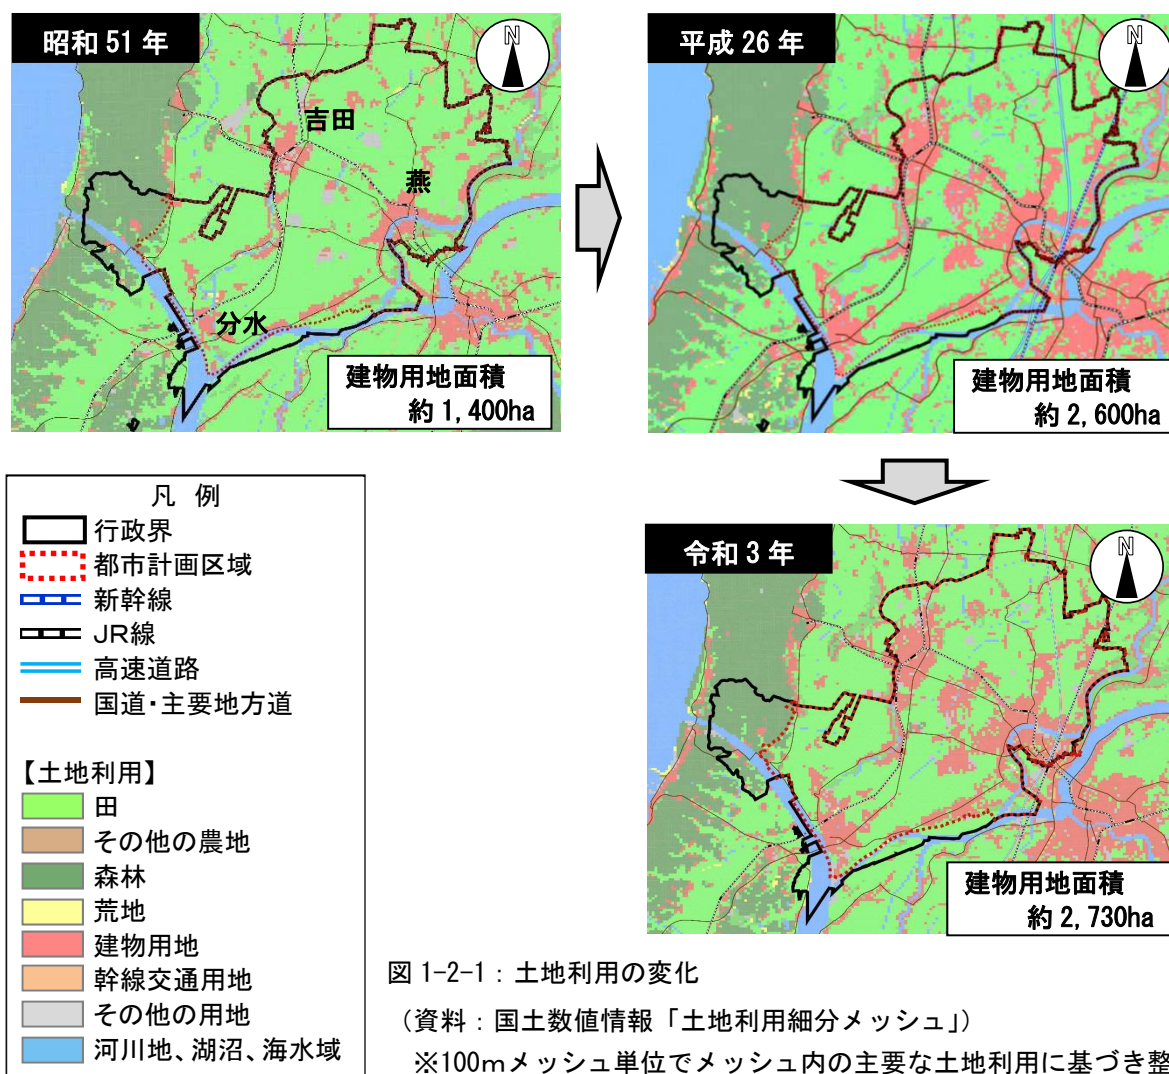 昭和 51 年
N
吉田
燕
分水
建物用地面積
約 1,400ha
平成 26 年
N
建物用地面積
約 2,600ha
凡 例
行政界
都市計画区域
新幹線
JR線
高速道路
国道・主要地方道
【土地利用】
田
その他の農地
森林
荒地
建物用地
幹線交通用地
その他の用地
河川地、湖沼、海水域
令和 3 年
N
建物用地面積
約 2,730ha
図 1-2-1：土地利用の変化
（資料：国土数値情報「土地利用細分メッシュ」）
※100mメッシュ単位でメッシュ内の主要な土地利用に基づき整